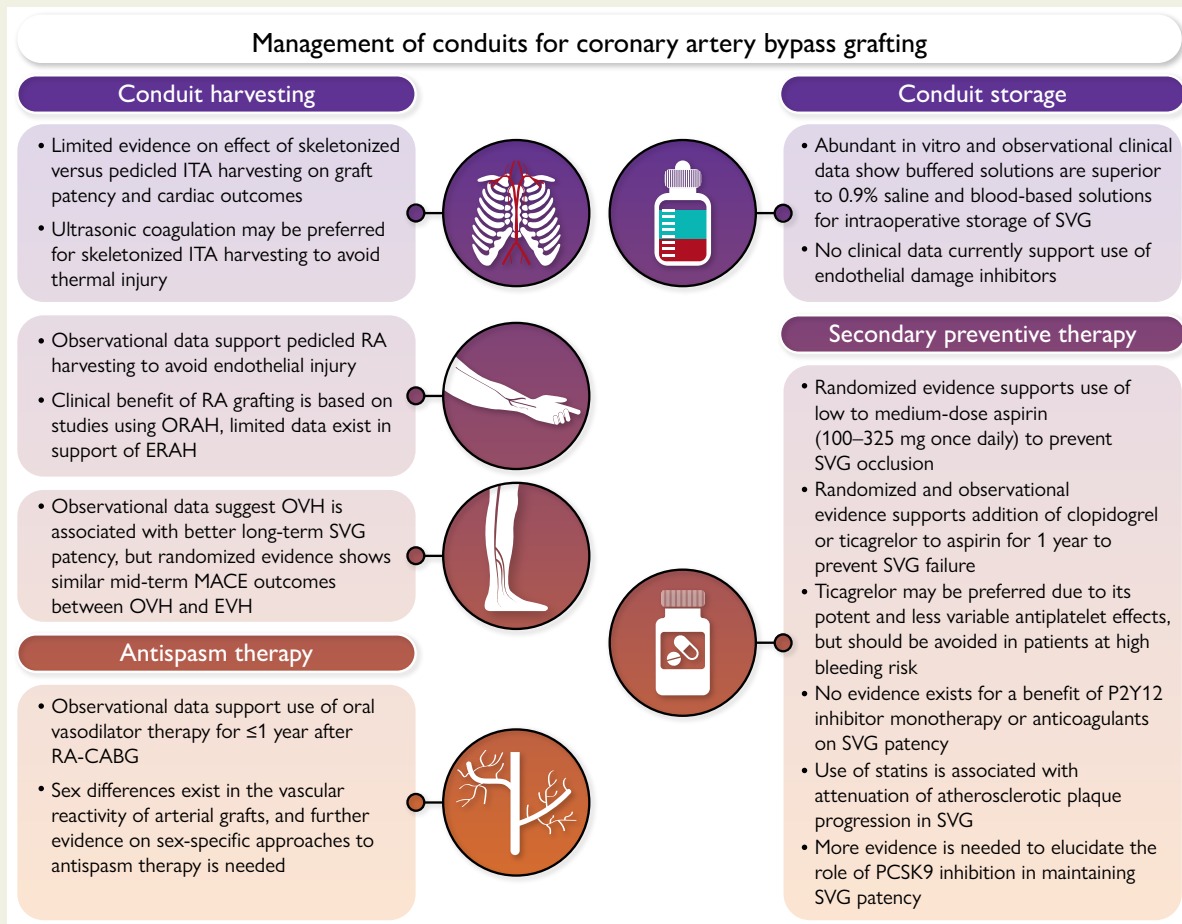 Management of conduits for coronary artery bypass grafting
Conduit harvesting
• Limited evidence on effect of skeletonized
versus pedicled ITA harvesting on graft
patency and cardiac outcomes
• Ultrasonic coagulation may be preferred
for skeletonized ITA harvesting to avoid
thermal injury
• Observational data support pedicled RA
harvesting to avoid endothelial injury
• Clinical benefit of RA grafting is based on
studies using ORAH, limited data exist in
support of ERAH
• Observational data suggest OVH is
associated with better long-term SVG
patency, but randomized evidence shows
similar mid-term MACE outcomes
between OVH and EVH
Antispasm therapy
• Observational data support use of oral
vasodilator therapy for ≤1 year after
RA-CABG
• Sex differences exist in the vascular
reactivity of arterial grafts, and further
evidence on sex-specific approaches to
antispasm therapy is needed
Conduit storage
• Abundant in vitro and observational clinical
data show buffered solutions are superior
to 0.9% saline and blood-based solutions
for intraoperative storage of SVG
• No clinical data currently support use of
endothelial damage inhibitors
Secondary preventive therapy
• Randomized evidence supports use of
low to medium-dose aspirin
(100–325 mg once daily) to prevent
SVG occlusion
• Randomized and observational
evidence supports addition of clopidogrel
or ticagrelor to aspirin for 1 year to
prevent SVG failure
• Ticagrelor may be preferred due to its
potent and less variable antiplatelet effects,
but should be avoided in patients at high
bleeding risk
• No evidence exists for a benefit of P2Y12
inhibitor monotherapy or anticoagulants
on SVG patency
• Use of statins is associated with
attenuation of atherosclerotic plaque
progression in SVG
• More evidence is needed to elucidate the
role of PCSK9 inhibition in maintaining
SVG patency